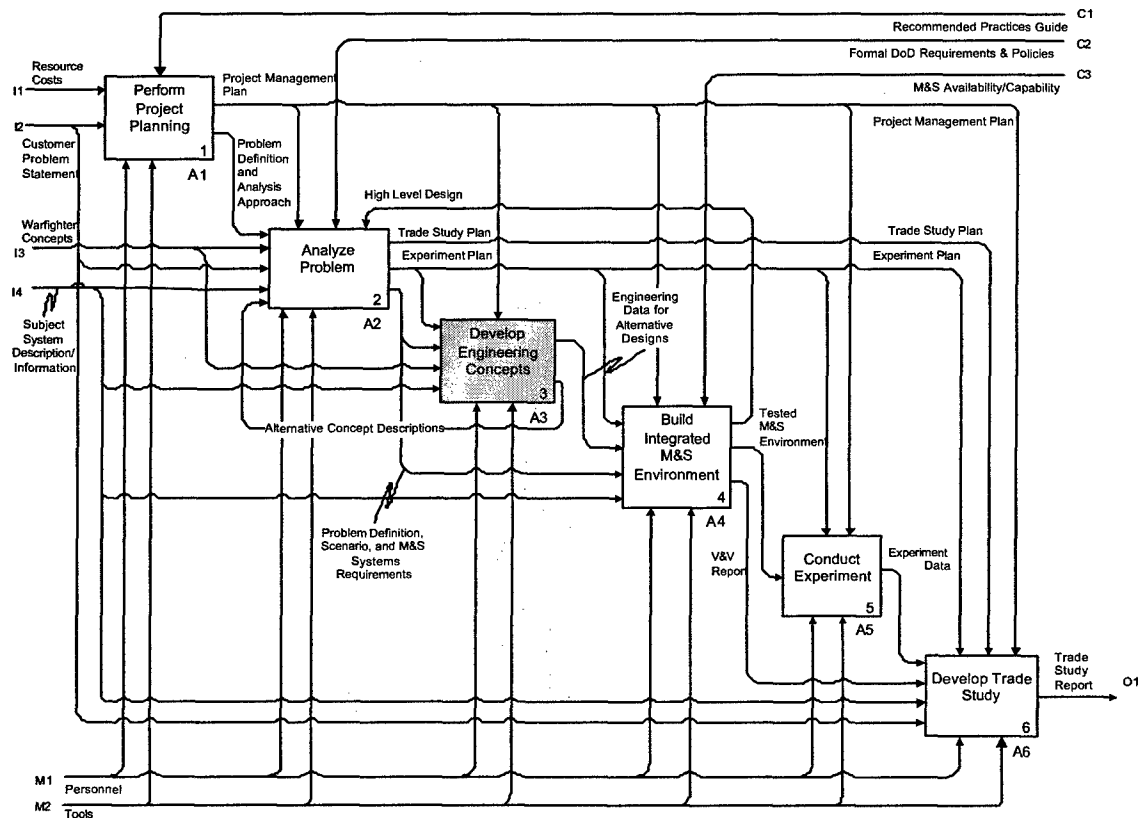 C1
Recommended Practices Guide
C2
Formal DoD Requirements & Policies
C3
M&S Availability/Capability
Resource
Costs
I1
Project Management
Plan
Perform
Project
Planning
1
A1
Project Management Plan
I2
Customer
Problem
Statement
Problem
Definition
and
Analysis
Approach
High Level Design
Warfighter
Concepts
I3
Trade Study Plan
Trade Study Plan
Analyze
Problem
2
A2
Experiment Plan
Experiment Plan
I4
Subject
System
Description/
Information
Engineering
Data for
Alternative
Designs
Develop
Engineering
Concepts
3
A3
Alternative Concept Descriptions
Build
Integrated
M&S
Environment
4
A4
Tested
M&S
Environment
Problem Definition,
Scenario, and M&S
Systems
Requirements
V&V
Report
Conduct
Experiment
5
A5
Experiment
Data
Develop Trade
Study
6
A6
Trade
Study
Report
O1
M1
Personnel
M2
Tools